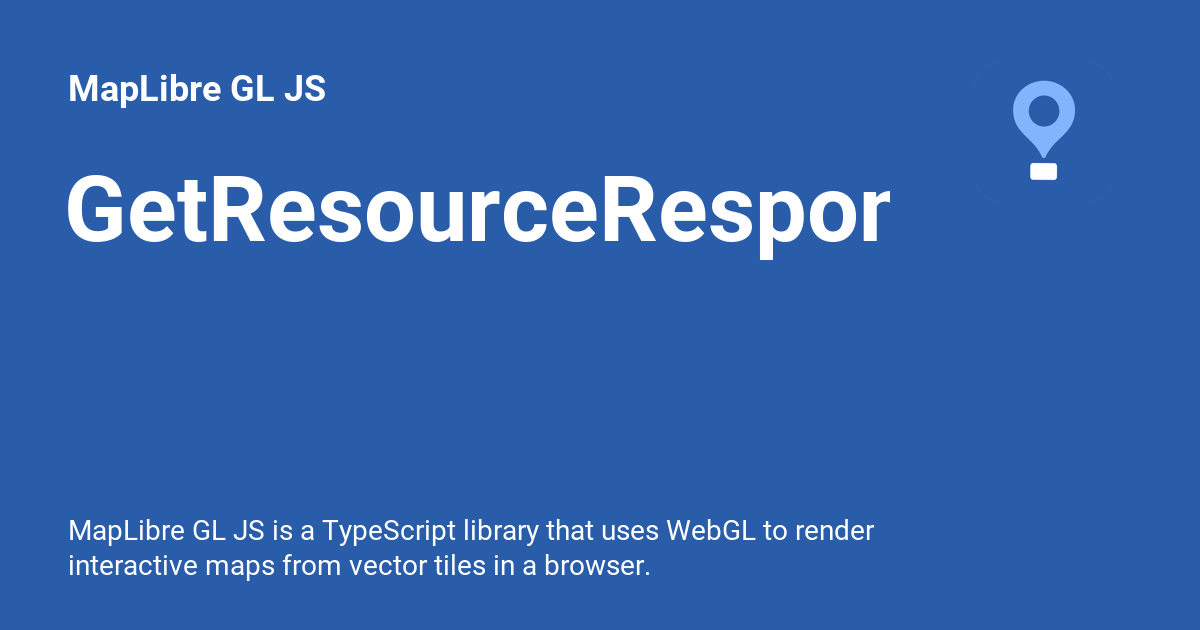 MapLibre GL JS
GetResourceRespor
MapLibre GL JS is a TypeScript library that uses WebGL to render
interactive maps from vector tiles in a browser.